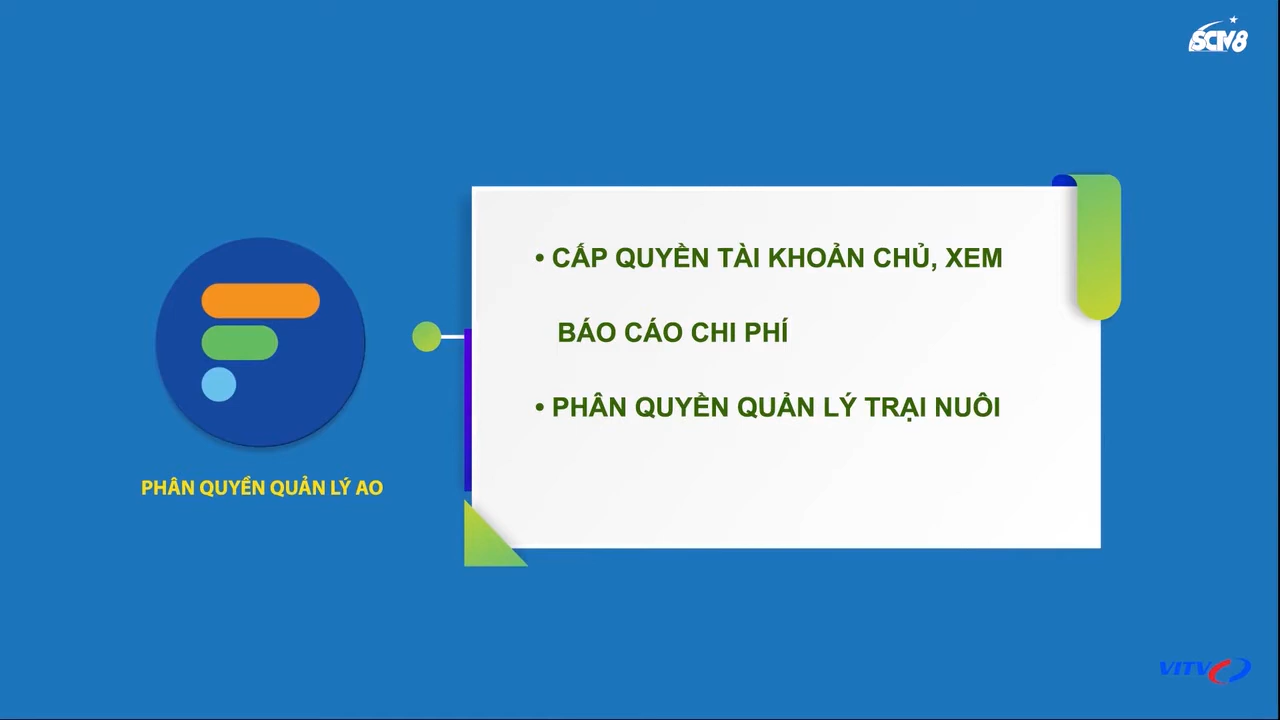 SCTV8
• CẤP QUYỀN TÀI KHOẢN CHỦ, XEM
BÁO CÁO CHI PHÍ
• PHÂN QUYỀN QUẢN LÝ TRẠI NUÔI
PHÂN QUYỀN QUẢN LÝ AO
VITV